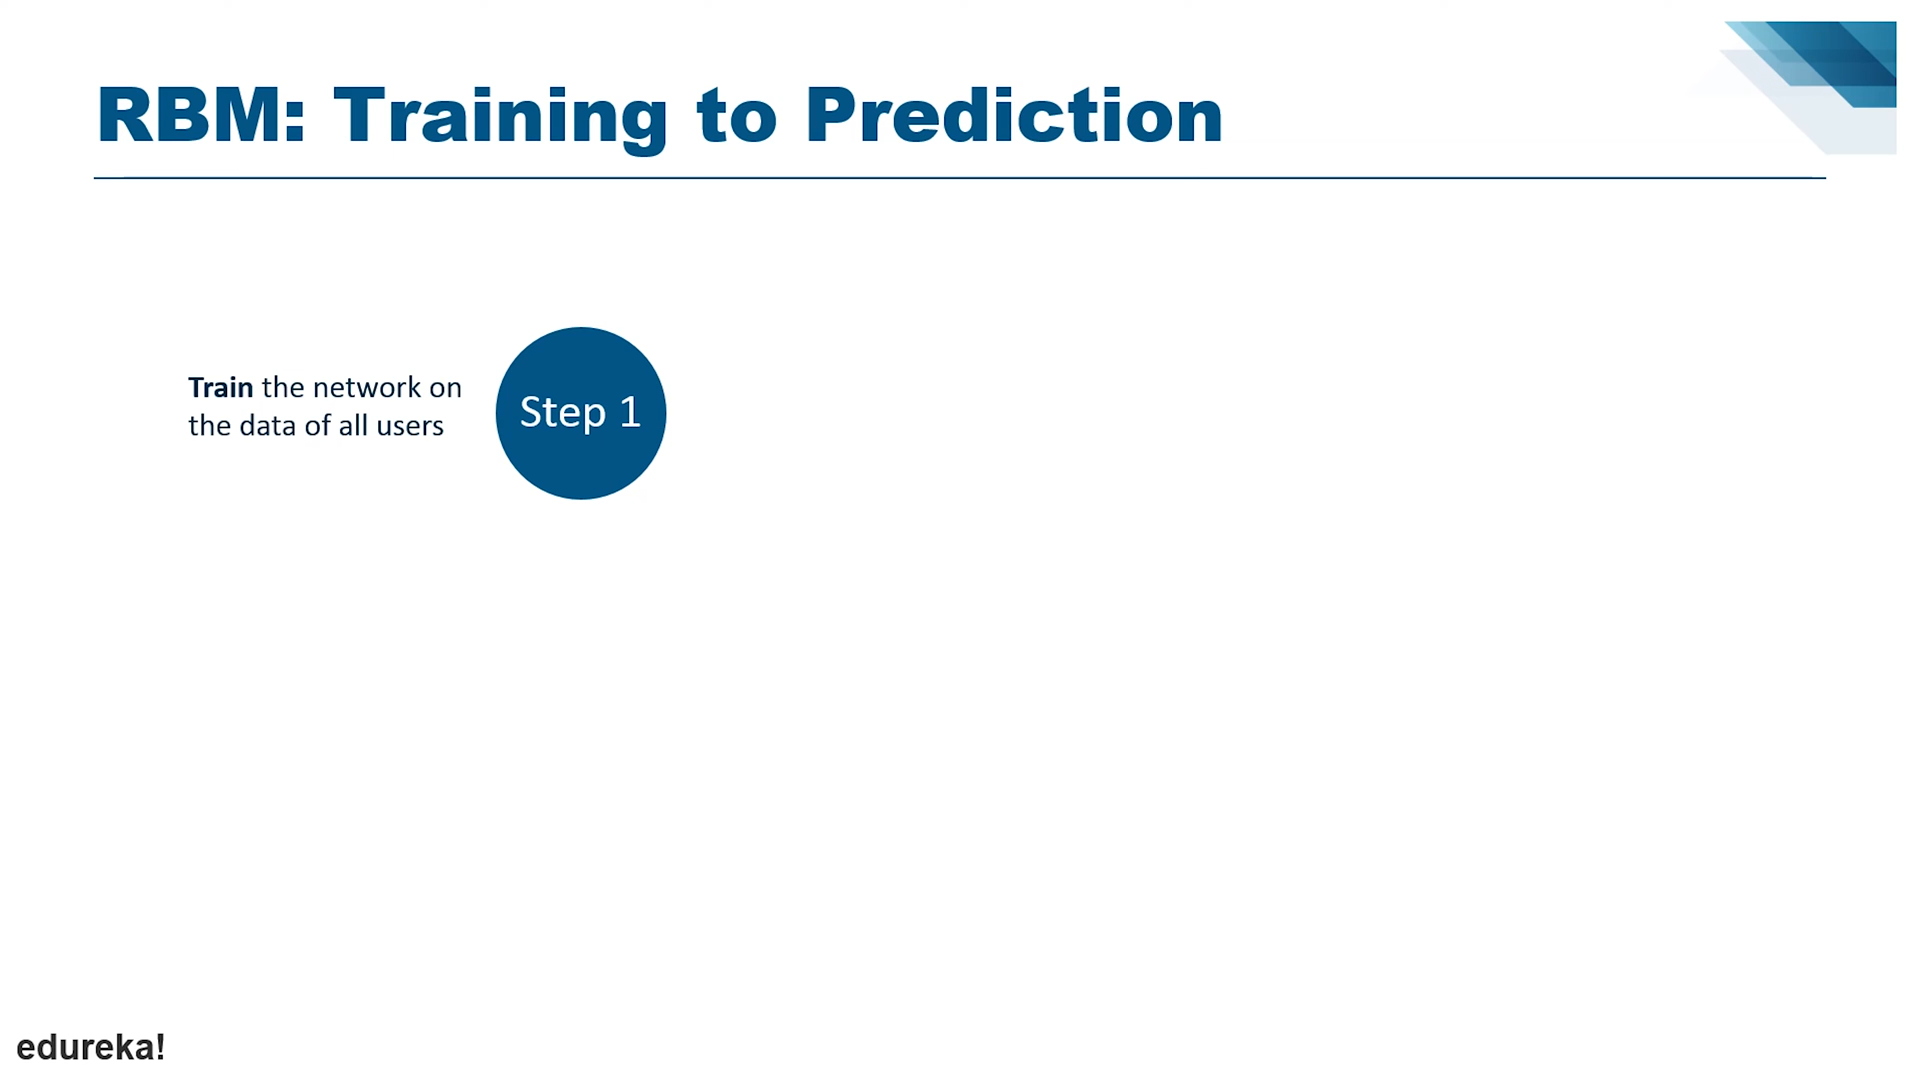 RBM: Training to Prediction
Train the network on
the data of all users
Step 1
edureka!